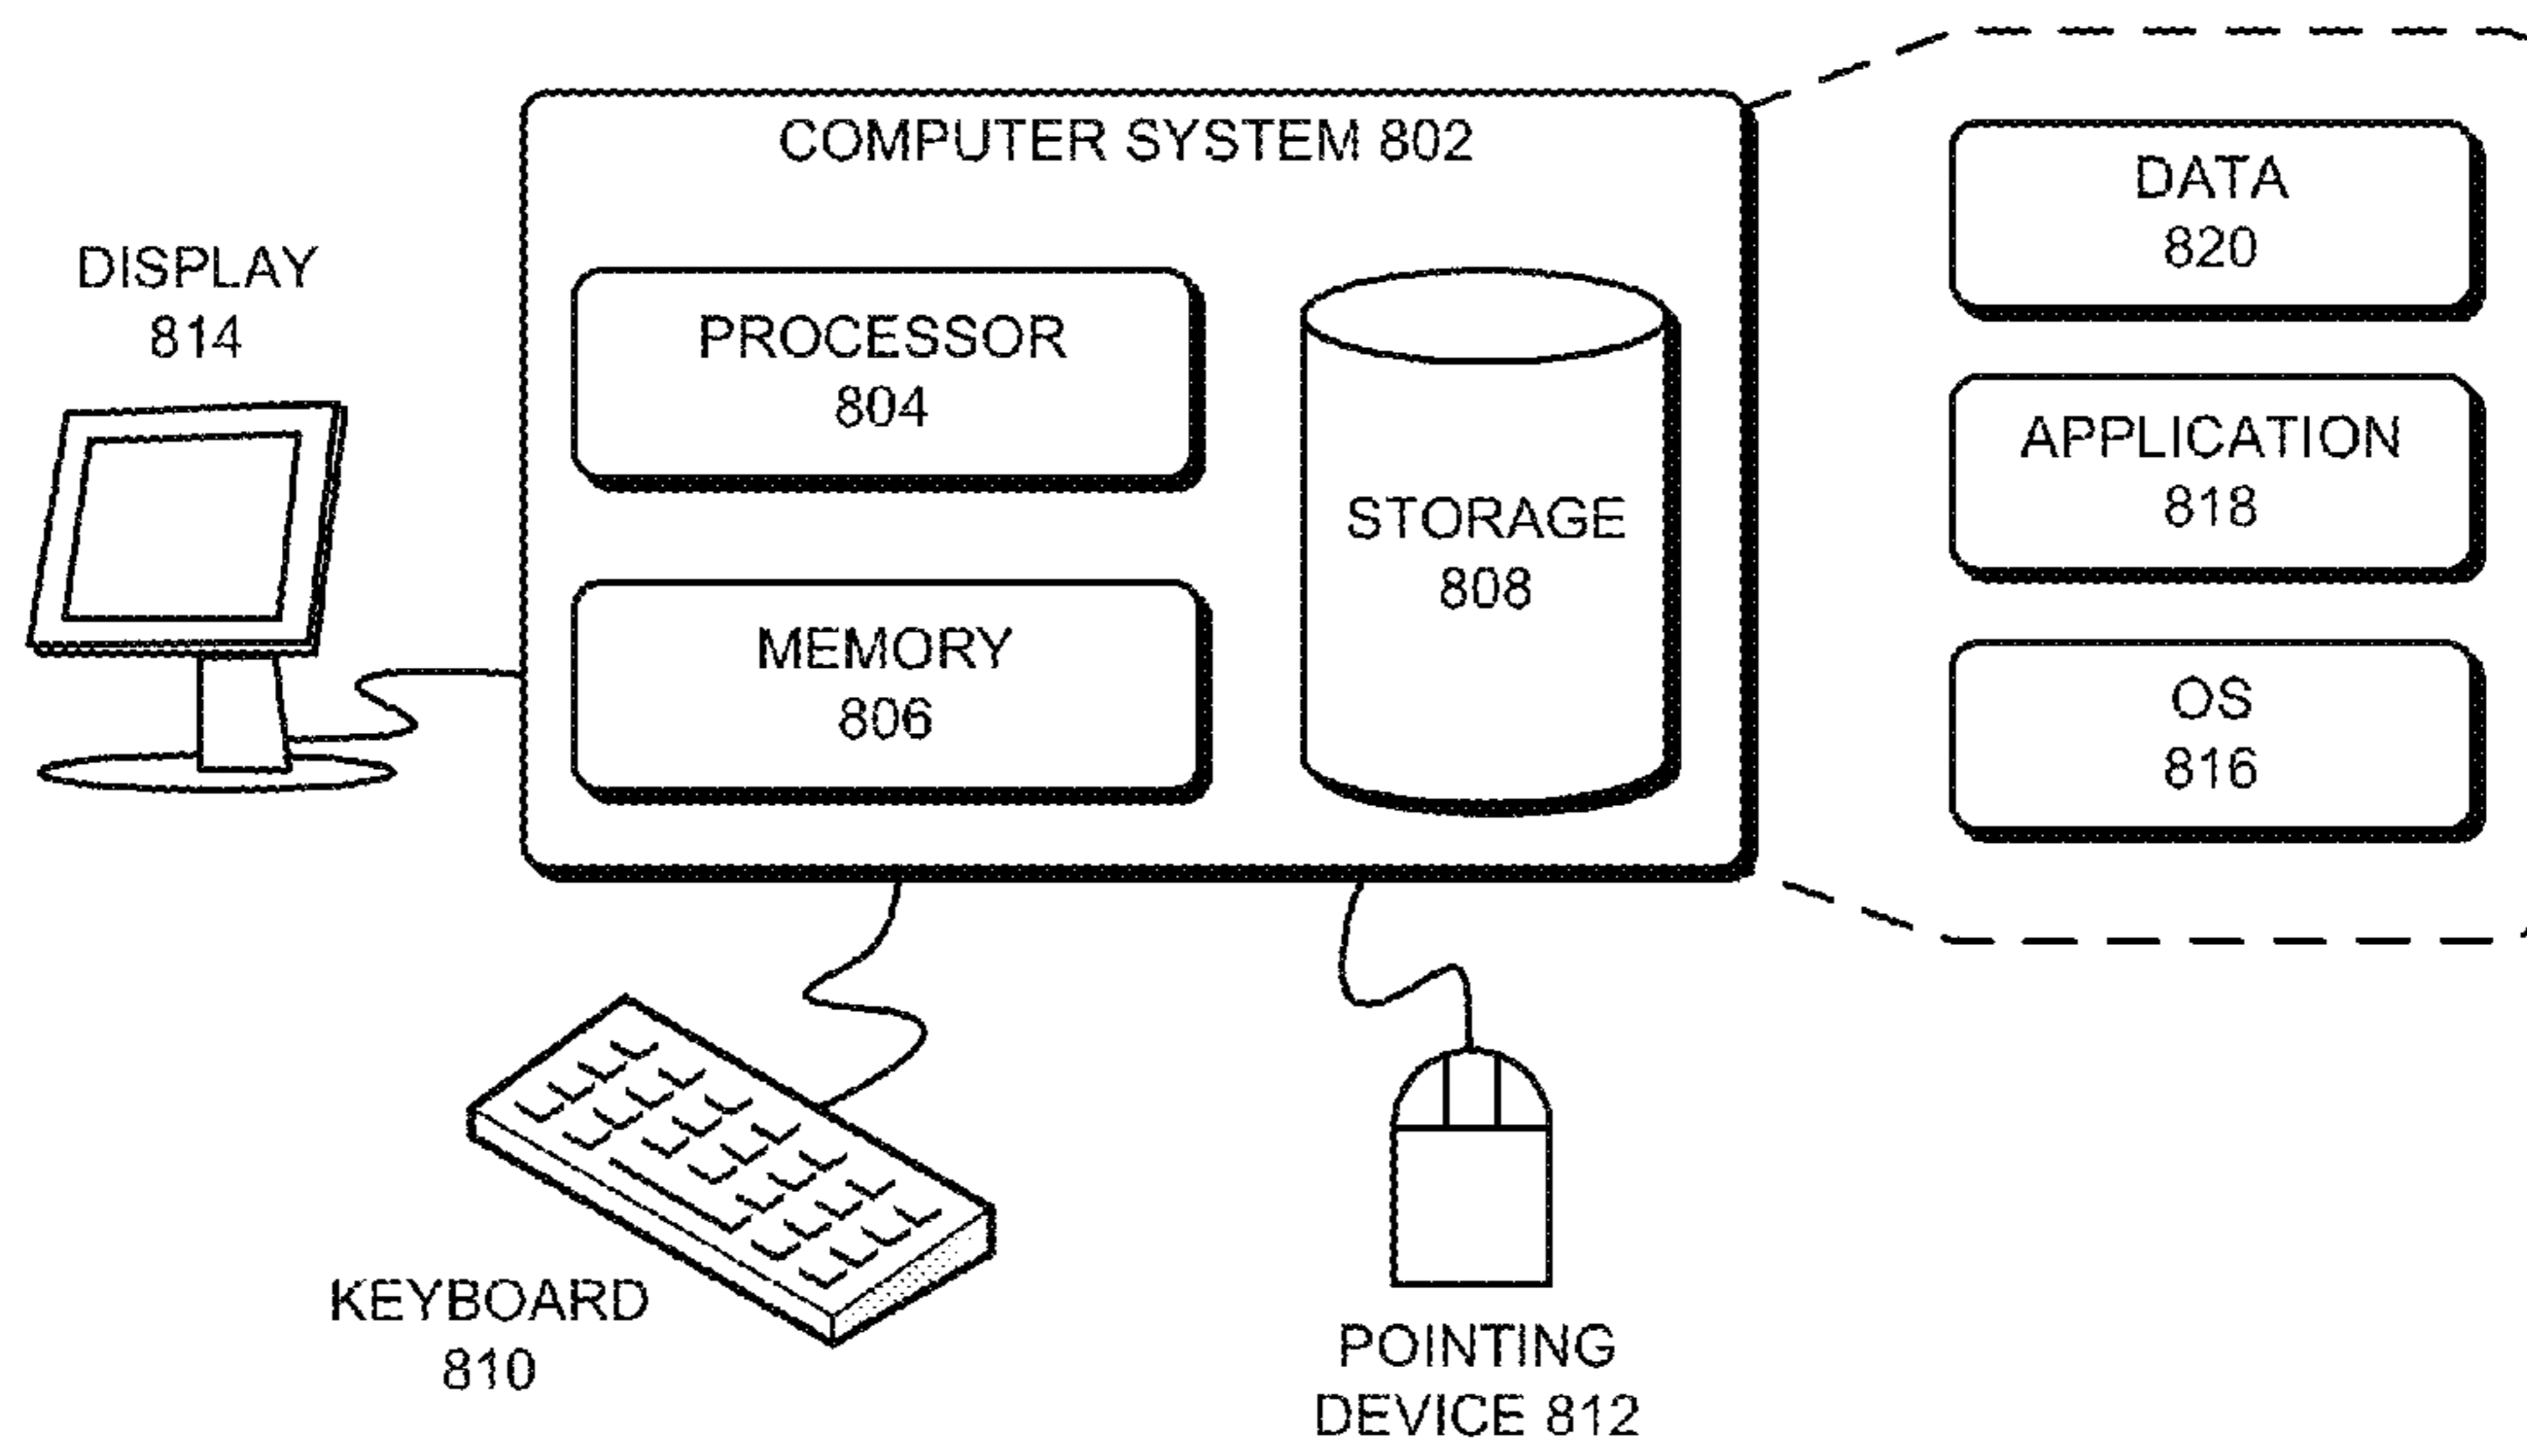 COMPUTER SYSTEM 802
DISPLAY
814
PROCESSOR
804
MEMORY
806
STORAGE
808
DATA
820
APPLICATION
818
OS
816
KEYBOARD
810
POINTING
DEVICE 812